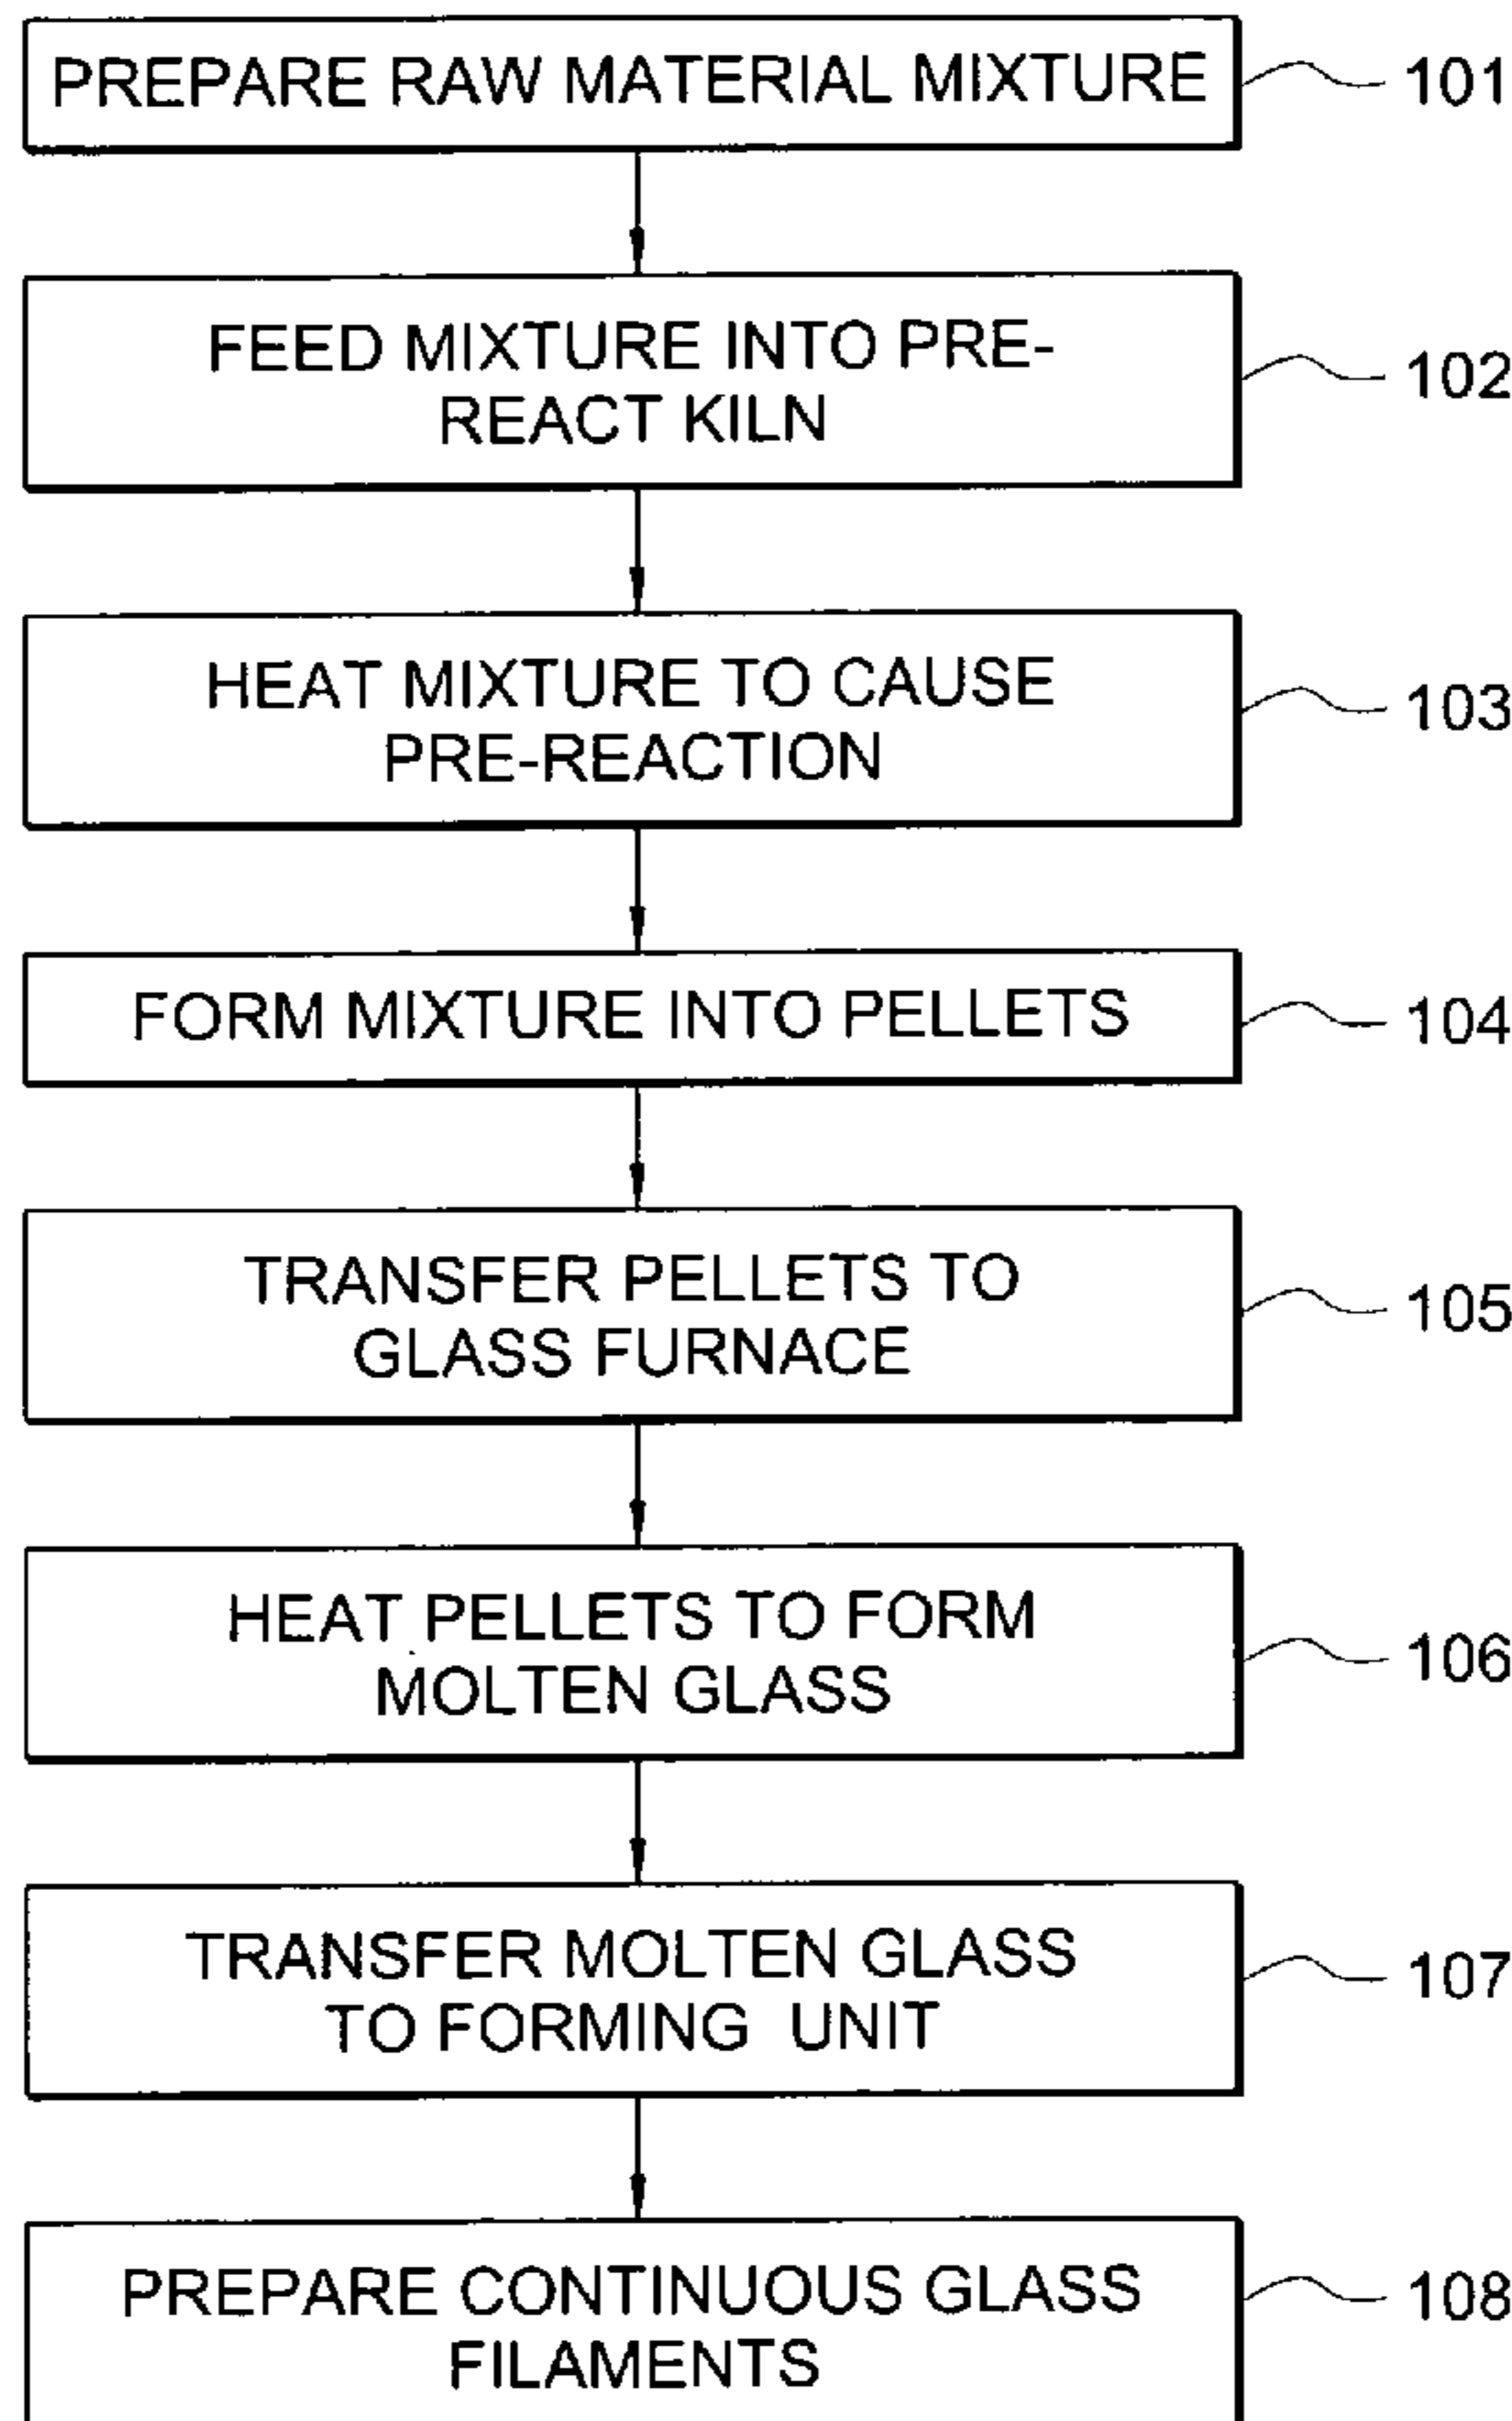 PREPARE RAW MATERIAL MIXTURE 101
FEED MIXTURE INTO PRE-
REACT KILN
102
HEAT MIXTURE TO CAUSE
PRE-REACTION
103
FORM MIXTURE INTO PELLETS 104
TRANSFER PELLETS TO
GLASS FURNACE
105
HEAT PELLETS TO FORM
MOLTEN GLASS
106
TRANSFER MOLTEN GLASS
TO FORMING UNIT
107
PREPARE CONTINUOUS GLASS
FILAMENTS
108